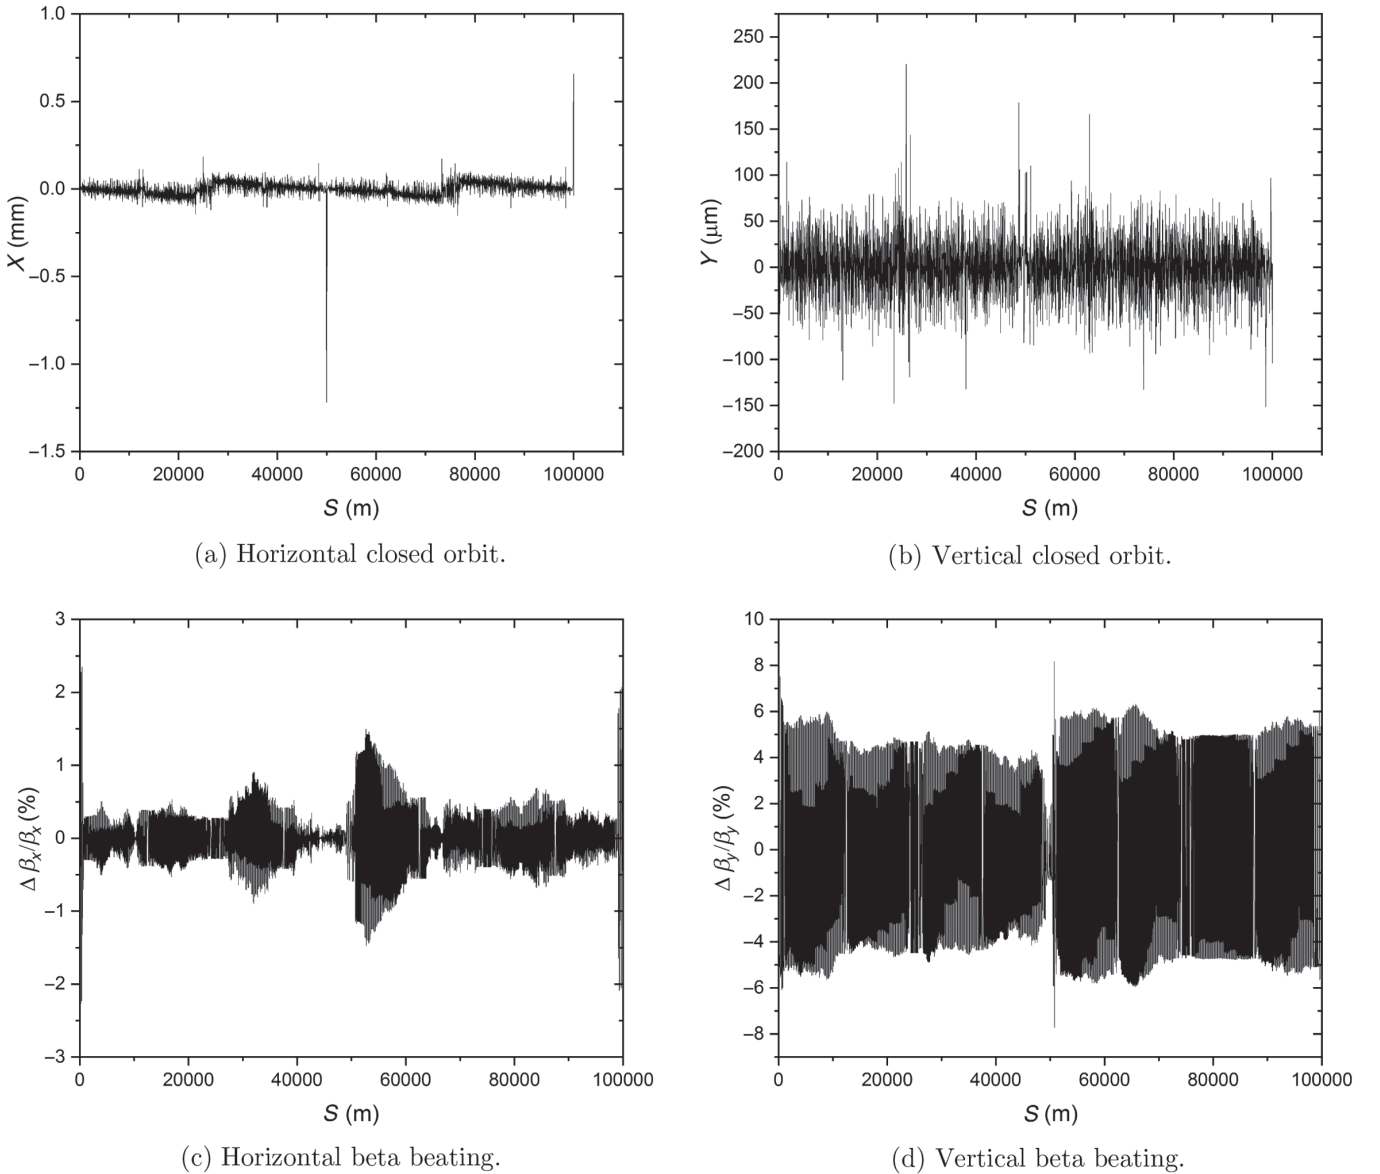 1.0
0.5
0.0
−0.5
−1.0
−1.5
X (mm)
0 20000 40000 60000 80000 100000
S (m)
(a) Horizontal closed orbit.
250
200
150
100
50
0
−50
−100
−150
−200
Y (μm)
0 20000 40000 60000 80000 100000
S (m)
(b) Vertical closed orbit.
3
2
1
0
−1
−2
−3
Δ βx/βx (%)
0 20000 40000 60000 80000 100000
S (m)
(c) Horizontal beta beating.
10
8
6
4
2
0
−2
−4
−6
−8
Δ βy/βy (%)
0 20000 40000 60000 80000 100000
S (m)
(d) Vertical beta beating.